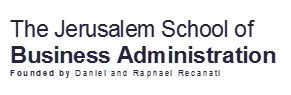 The Jerusalem School of
Business Administration
Founded by Daniel and Raphael Recanati